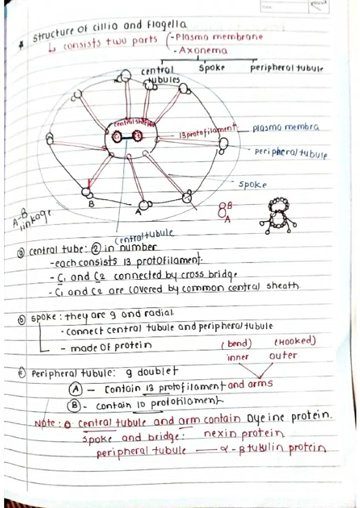 * Structure of cillia and flagella
↳ consists two parts (-Plasma membrane
-Axonema
central tubules spoke peripheral tubule
central sheath
13 protofilament
plasma membra
peripheral tubule
spoke
A-B linkage
B
A
B
A
central tubule
ⓐ central tube: ② in number
-each consists 13 protofilament.
- C₁ and C₂ connected by cross bridge
- C₁ and C₂ are covered by common central sheath
ⓑ spoke: they are 9 and radial
- connect central tubule and peripheral tubule
- made of protein
(bend) (Hooked)
inner outer
ⓒ Peripheral tubule: 9 doublet
Ⓐ - contain 13 protofilament and arms
Ⓑ - contain 10 protofilament
Note: central tubule and arm contain Dyeine protein.
spoke and bridge: nexin protein
peripheral tubule — α-β tubilin protein